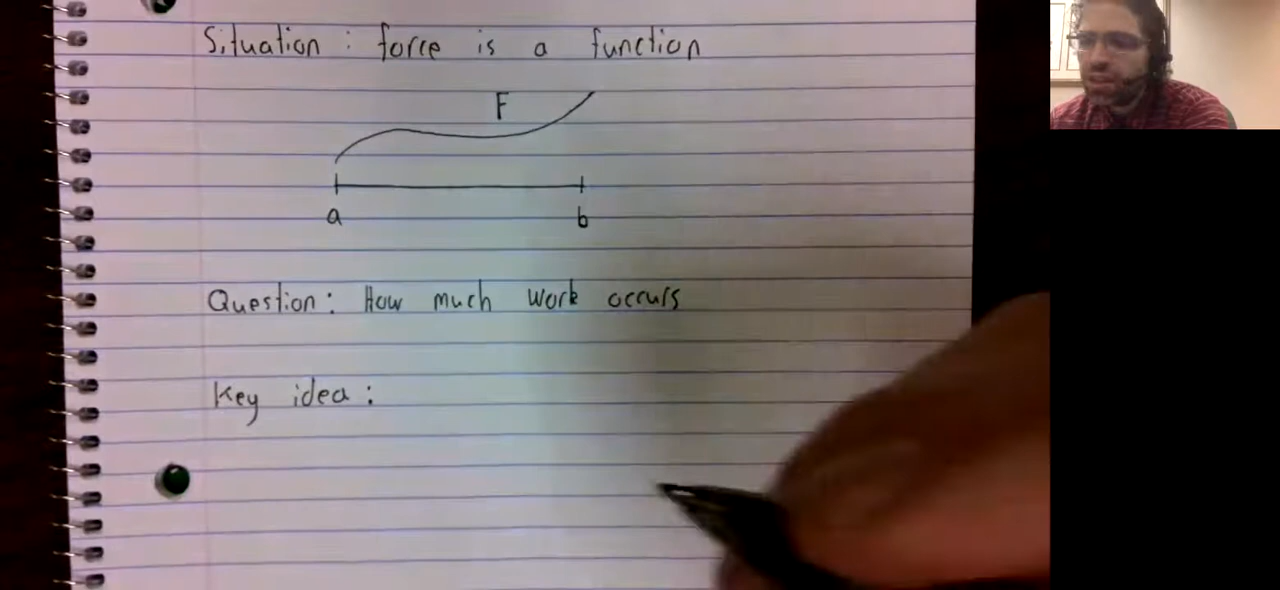 Situation : force is a function
F
a b
Question: How much work occurs
Key idea :